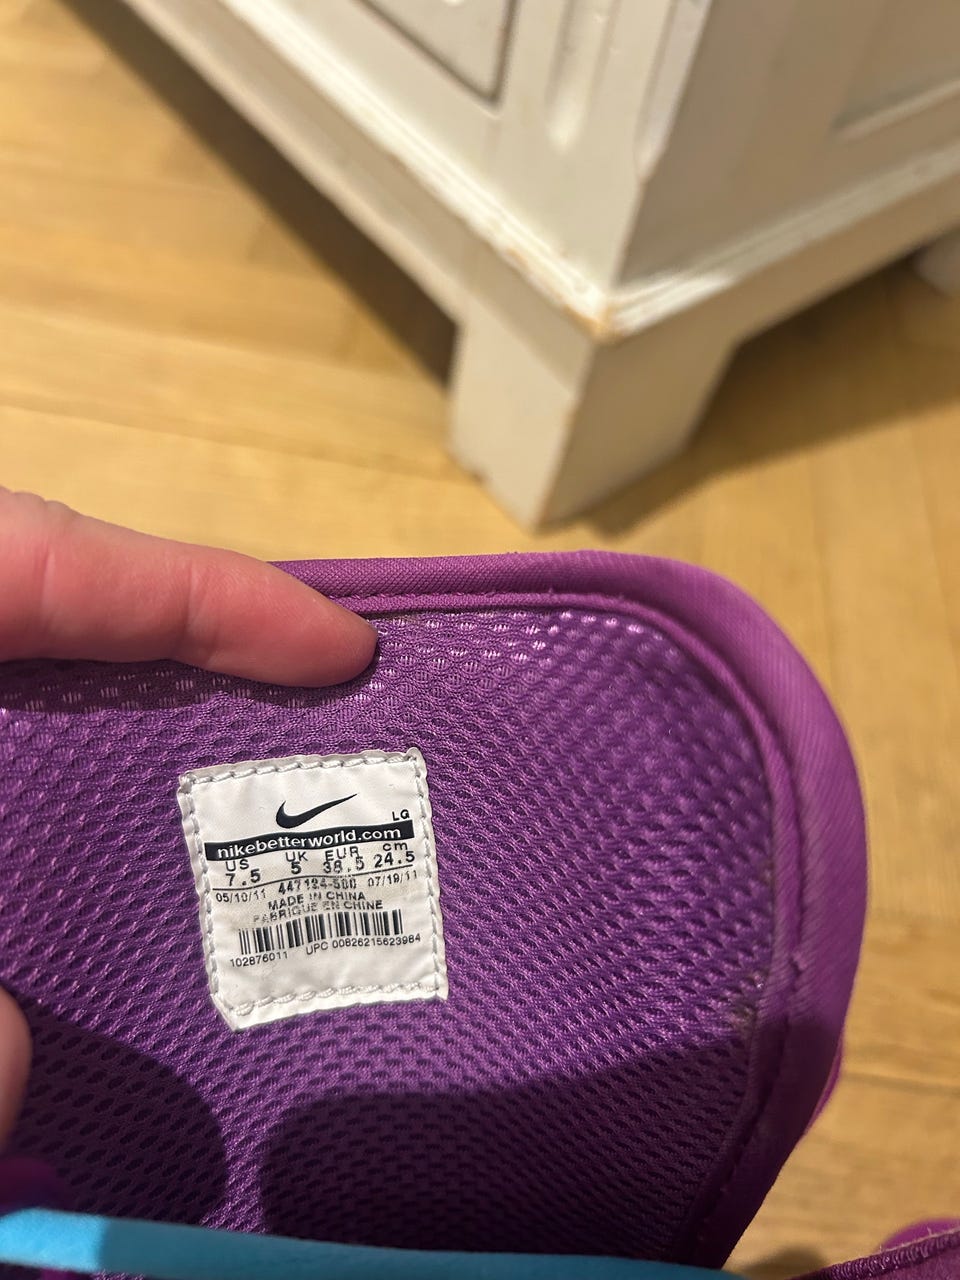 LG
nikebetterworld.com
US UK EUR cm
7.5 5 38.5 24.5
05/10/11 447124-500 07/19/11
MADE IN CHINA
FABRIQUE EN CHINE
102876011 UPC 00826215623984